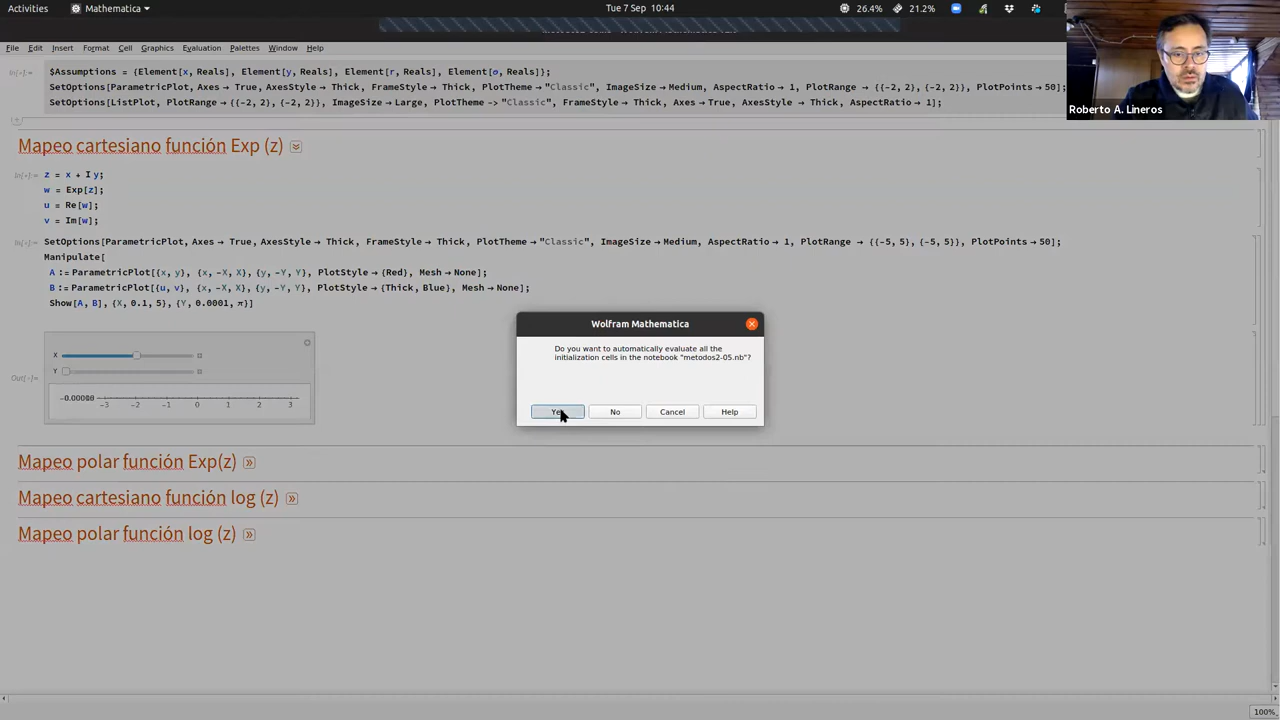 Activities
Mathematica
Tue 7 Sep 10:44
26.4%
21.2%
File Edit Insert Format Cell Graphics Evaluation Palettes Window Help
$Assumptions = {Element[x, Reals], Element[y, Reals], Element[r, Reals], Element[σ, Reals]};
SetOptions[ParametricPlot, Axes → True, AxesStyle → Thick, FrameStyle → Thick, PlotTheme → "Classic", ImageSize → Medium, AspectRatio → 1, PlotRange → {{-2, 2}, {-2, 2}}, PlotPoints → 50];
SetOptions[ListPlot, PlotRange → {{-2, 2}, {-2, 2}}, ImageSize → Large, PlotTheme -> "Classic", FrameStyle → Thick, Axes → True, AxesStyle → Thick, AspectRatio → 1];
Roberto A. Lineros
Mapeo cartesiano función Exp (z)
z = x + I y;
w = Exp[z];
u = Re[w];
v = Im[w];
SetOptions[ParametricPlot, Axes → True, AxesStyle → Thick, FrameStyle → Thick, PlotTheme → "Classic", ImageSize → Medium, AspectRatio → 1, PlotRange → {{-5, 5}, {-5, 5}}, PlotPoints → 50];
Manipulate[
A := ParametricPlot[{x, y}, {x, -X, X}, {y, -Y, Y}, PlotStyle → {Red}, Mesh → None];
B := ParametricPlot[{u, v}, {x, -X, X}, {y, -Y, Y}, PlotStyle → {Thick, Blue}, Mesh → None];
Show[A, B], {X, 0.1, 5}, {Y, 0.0001, π}]
X
Y
-3 -2 -1 0 1 2 3
Wolfram Mathematica
Do you want to automatically evaluate all the
initialization cells in the notebook "metodos2-05.nb"?
Yes No Cancel Help
Mapeo polar función Exp(z)
Mapeo cartesiano función log (z)
Mapeo polar función log (z)
100%